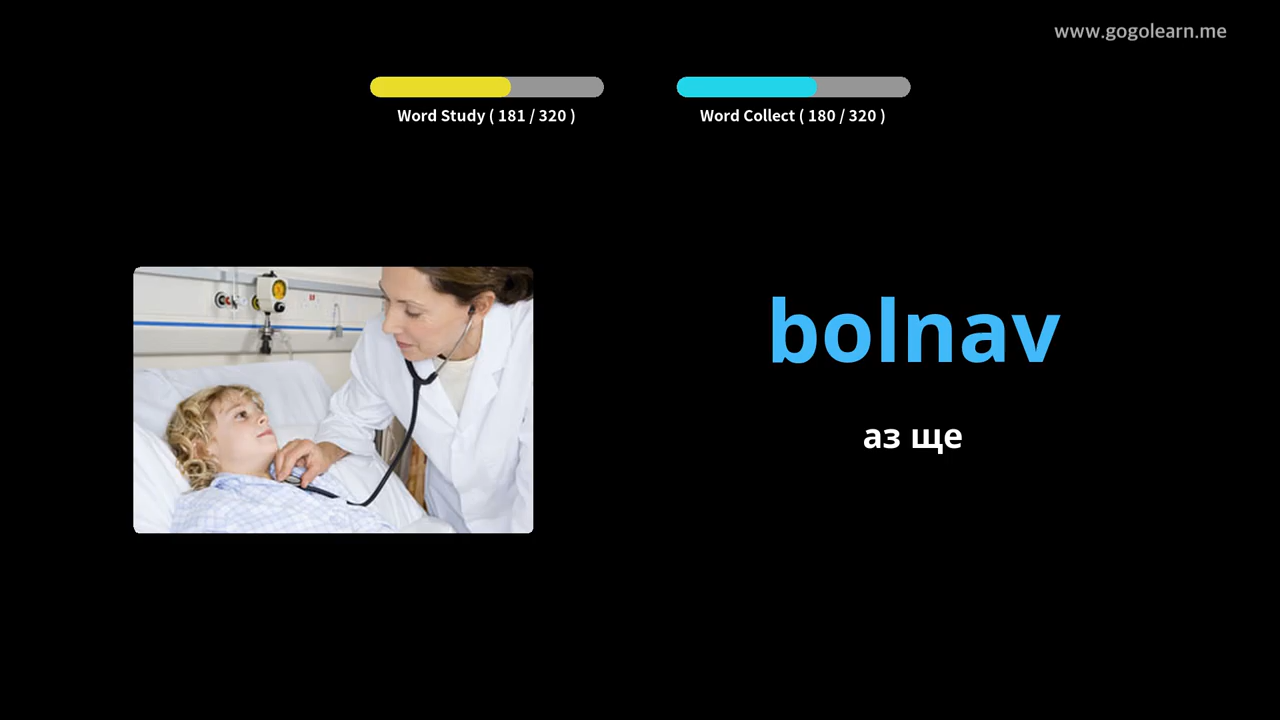 www.gogolearn.me
Word Study ( 181 / 320 )
Word Collect ( 180 / 320 )
bolnav
аз ще